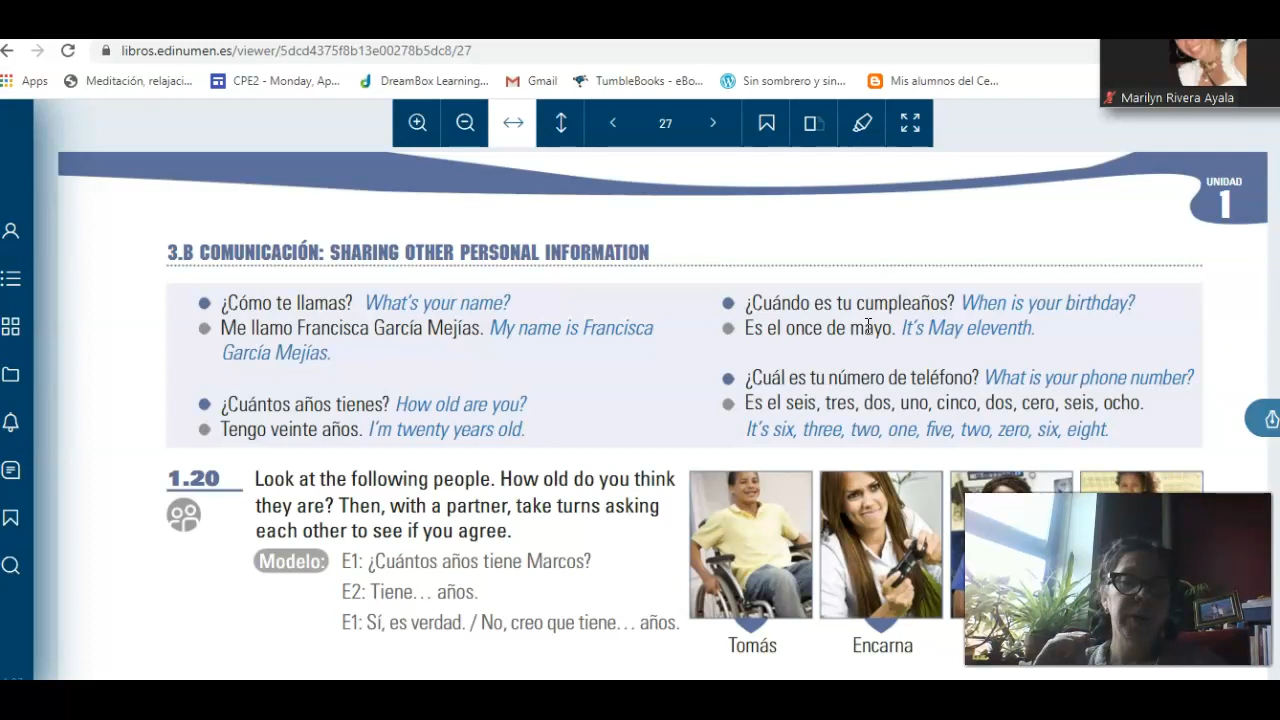 libros.edinumen.es/viewer/5dcd4375f8b13e00278b5dc8/27
Apps Meditación, relajaci... CPE2 - Monday, Ap... DreamBox Learning... Gmail TumbleBooks - eBo... Sin sombrero y sin... Mis alumnos del Ce...
Marilyn Rivera Ayala
27
UNIDAD
1
3.B COMUNICACIÓN: SHARING OTHER PERSONAL INFORMATION
¿Cómo te llamas? What's your name?
Me llamo Francisca García Mejías. My name is Francisca
García Mejías.
¿Cuántos años tienes? How old are you?
Tengo veinte años. I'm twenty years old.
¿Cuándo es tu cumpleaños? When is your birthday?
Es el once de mayo. It's May eleventh.
¿Cuál es tu número de teléfono? What is your phone number?
Es el seis, tres, dos, uno, cinco, dos, cero, seis, ocho.
It's six, three, two, one, five, two, zero, six, eight.
1.20 Look at the following people. How old do you think
they are? Then, with a partner, take turns asking
each other to see if you agree.
Modelo: E1: ¿Cuántos años tiene Marcos?
E2: Tiene... años.
E1: Sí, es verdad. / No, creo que tiene... años.
Tomás
Encarna